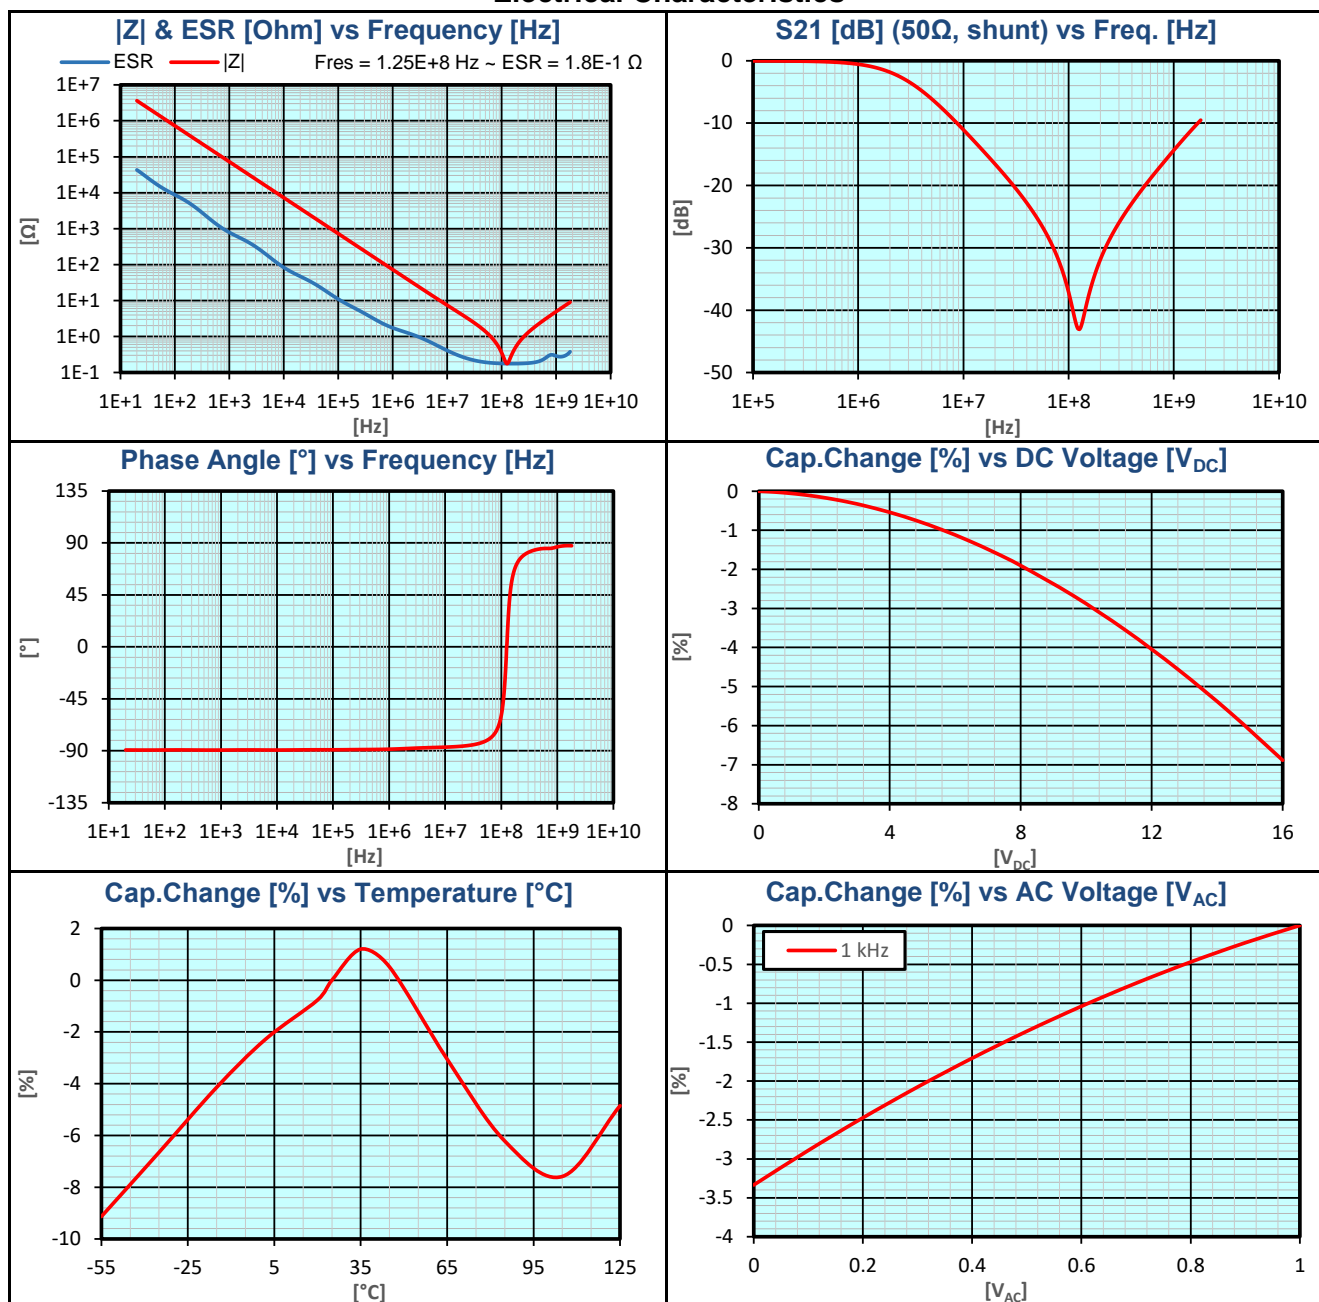 |Z| & ESR [Ohm] vs Frequency [Hz]
ESR |Z| Fres = 1.25E+8 Hz ~ ESR = 1.8E-1 Ω
1E+7
1E+6
1E+5
1E+4
1E+3
1E+2
1E+1
1E+0
1E-1
[Ω]
1E+1 1E+2 1E+3 1E+4 1E+5 1E+6 1E+7 1E+8 1E+9 1E+10
[Hz]
S21 [dB] (50Ω, shunt) vs Freq. [Hz]
0
-10
-20
-30
-40
-50
[dB]
1E+5 1E+6 1E+7 1E+8 1E+9 1E+10
[Hz]
Phase Angle [°] vs Frequency [Hz]
135
90
45
0
-45
-90
-135
[°]
1E+1 1E+2 1E+3 1E+4 1E+5 1E+6 1E+7 1E+8 1E+9 1E+10
[Hz]
Cap.Change [%] vs DC Voltage [VDC]
0
-1
-2
-3
-4
-5
-6
-7
-8
[%]
0 4 8 12 16
[VDC]
Cap.Change [%] vs Temperature [°C]
2
0
-2
-4
-6
-8
-10
[%]
-55 -25 5 35 65 95 125
[°C]
Cap.Change [%] vs AC Voltage [VAC]
1 kHz
0
-0.5
-1
-1.5
-2
-2.5
-3
-3.5
-4
[%]
0 0.2 0.4 0.6 0.8 1
[VAC]